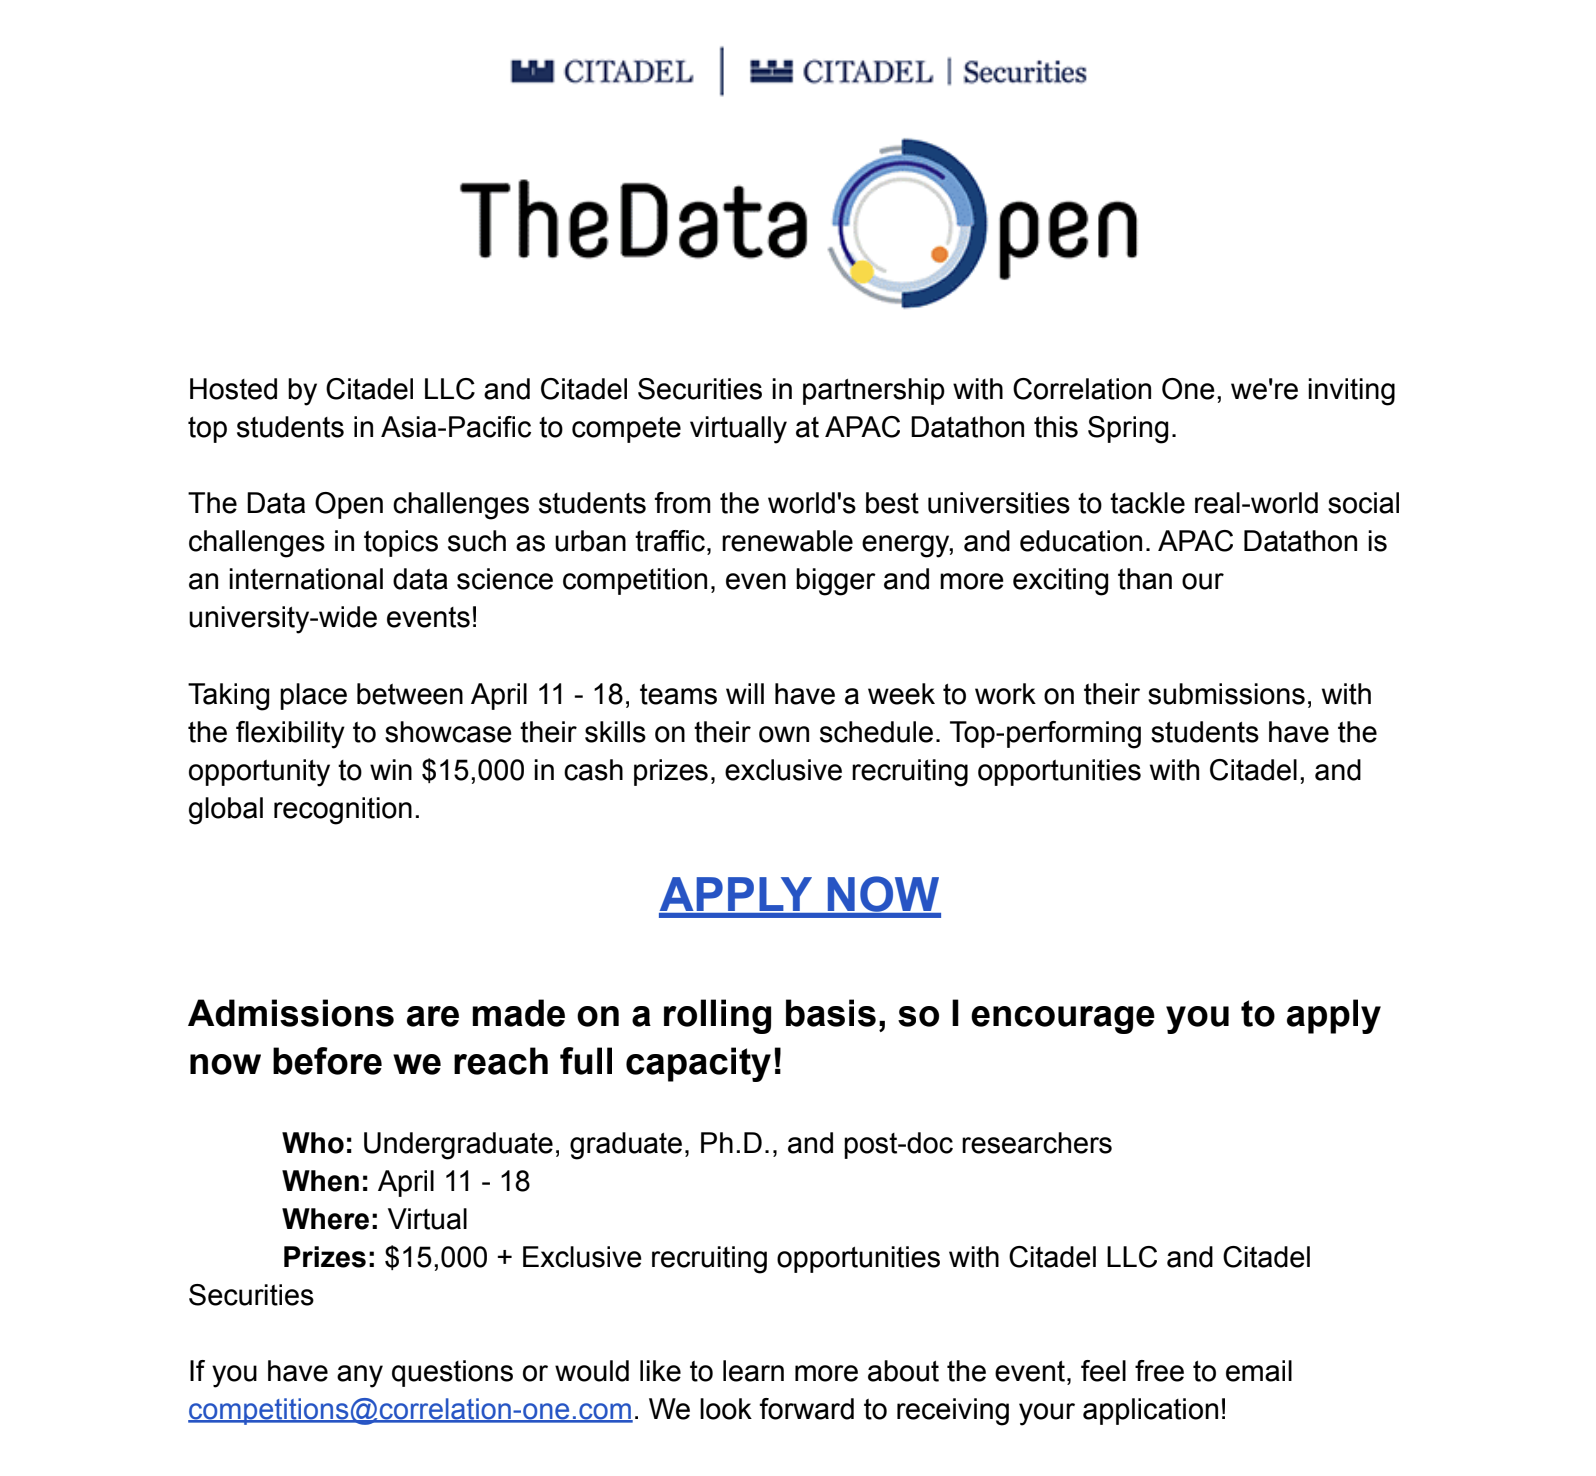 CITADEL | CITADEL | Securities
TheData Open
Hosted by Citadel LLC and Citadel Securities in partnership with Correlation One, we're inviting
top students in Asia-Pacific to compete virtually at APAC Datathon this Spring.
The Data Open challenges students from the world's best universities to tackle real-world social
challenges in topics such as urban traffic, renewable energy, and education. APAC Datathon is
an international data science competition, even bigger and more exciting than our
university-wide events!
Taking place between April 11 - 18, teams will have a week to work on their submissions, with
the flexibility to showcase their skills on their own schedule. Top-performing students have the
opportunity to win $15,000 in cash prizes, exclusive recruiting opportunities with Citadel, and
global recognition.
APPLY NOW
Admissions are made on a rolling basis, so I encourage you to apply
now before we reach full capacity!
Who: Undergraduate, graduate, Ph.D., and post-doc researchers
When: April 11 - 18
Where: Virtual
Prizes: $15,000 + Exclusive recruiting opportunities with Citadel LLC and Citadel
Securities
If you have any questions or would like to learn more about the event, feel free to email
competitions@correlation-one.com. We look forward to receiving your application!